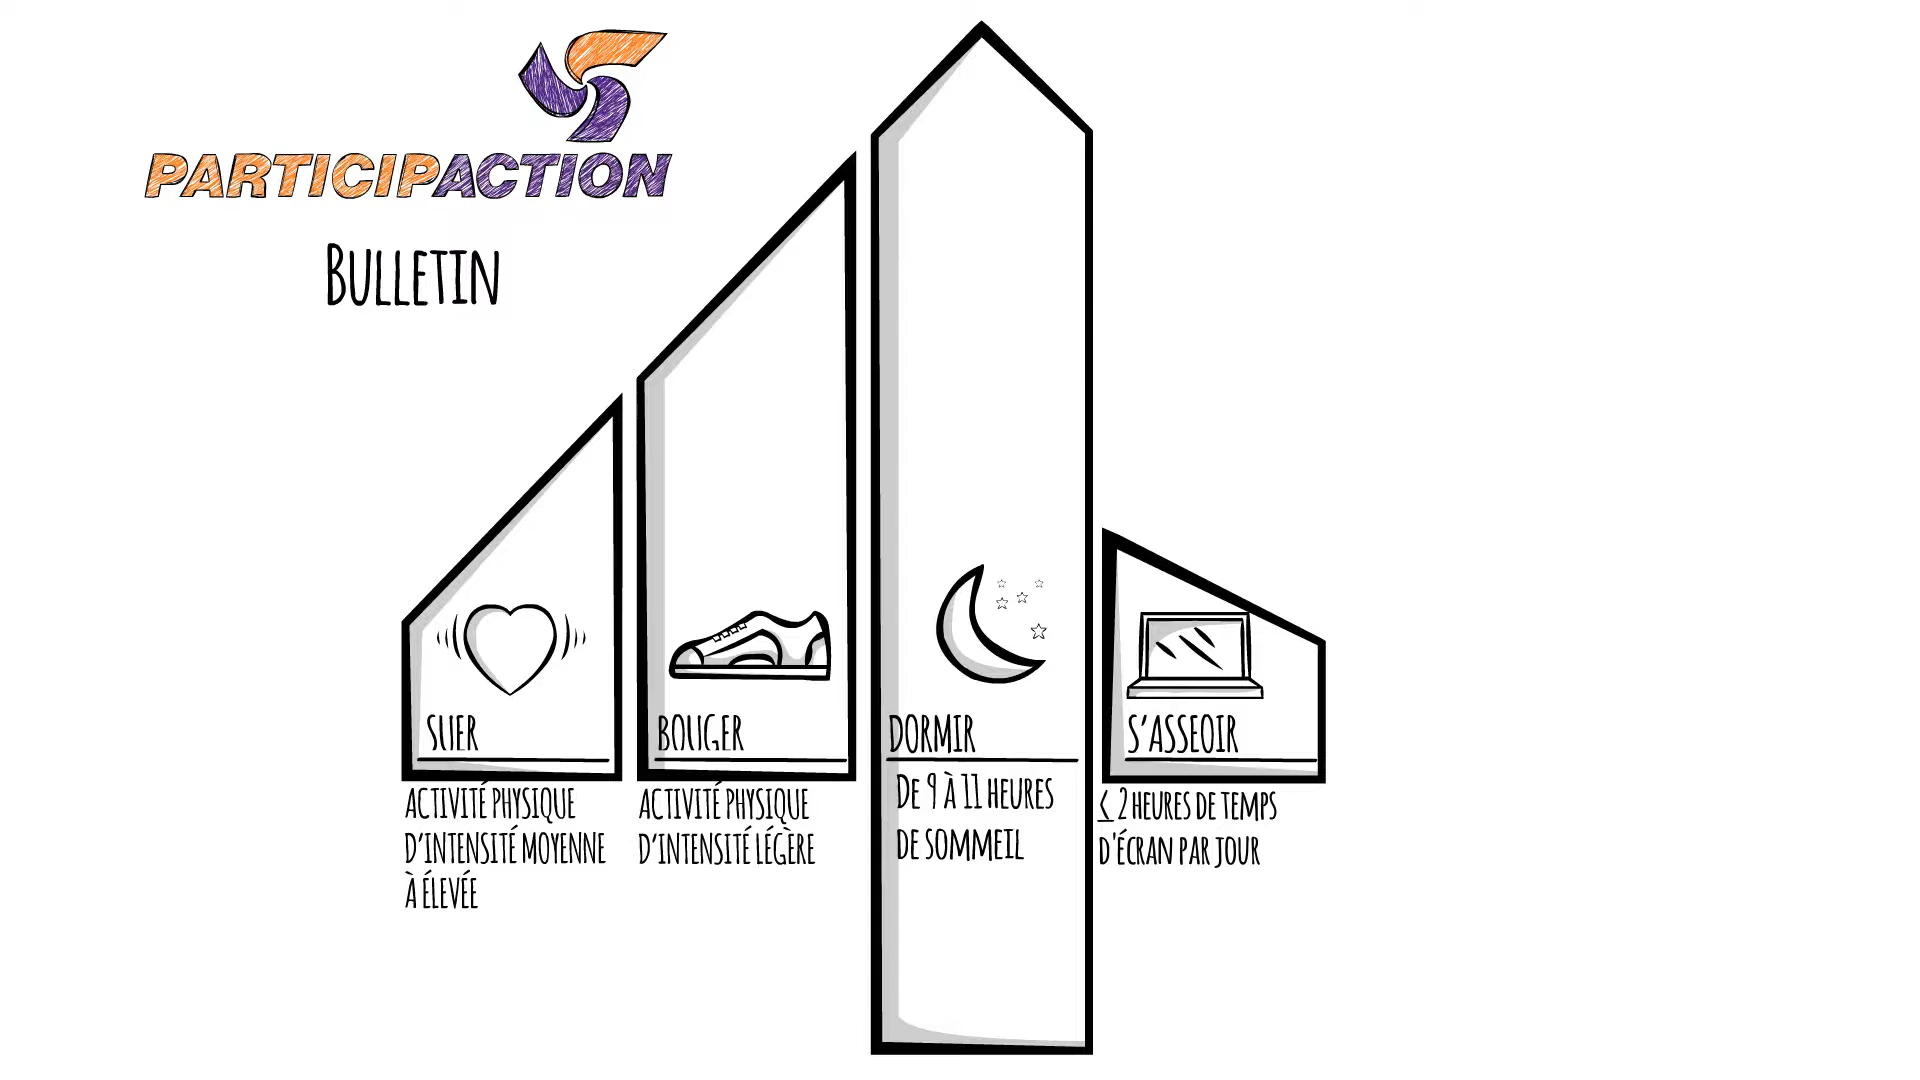 PARTICIPACTION
BULLETIN
SUER
ACTIVITÉ PHYSIQUE
D'INTENSITÉ MOYENNE
À ÉLEVÉE
BOUGER
ACTIVITÉ PHYSIQUE
D'INTENSITÉ LÉGÈRE
DORMIR
DE 9 À 11 HEURES
DE SOMMEIL
S'ASSEOIR
≤ 2 HEURES DE TEMPS
D'ÉCRAN PAR JOUR